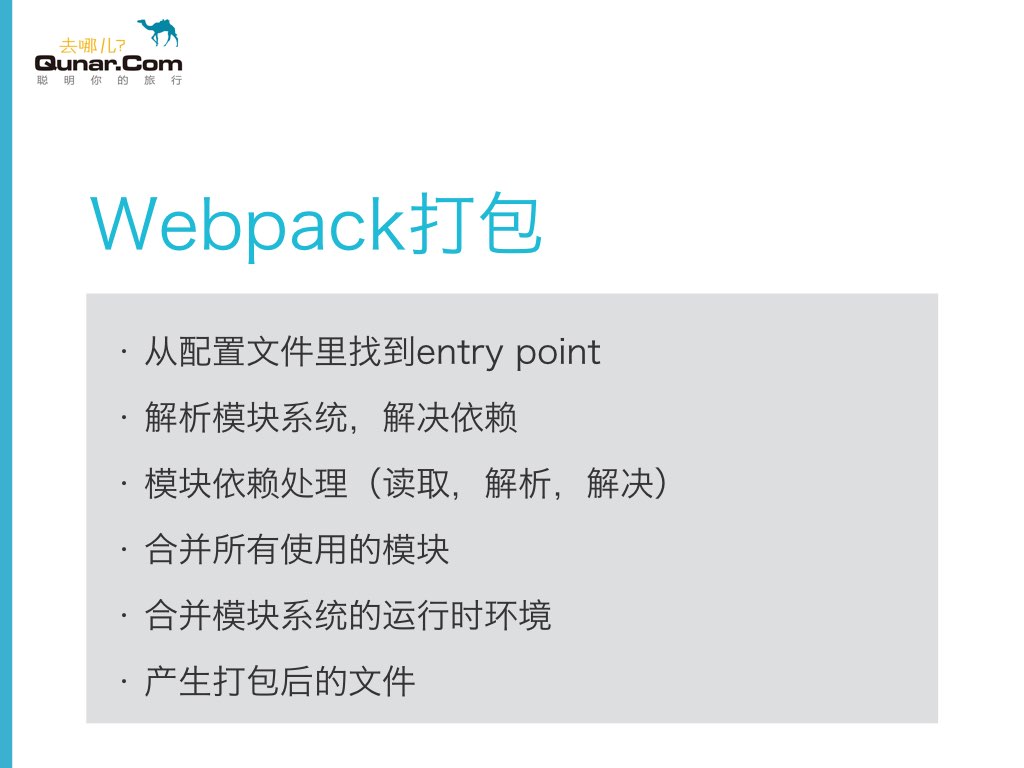 去哪儿?
Qunar.Com
聪明你的旅行
Webpack打包
· 从配置文件里找到entry point
· 解析模块系统，解决依赖
· 模块依赖处理（读取，解析，解决）
· 合并所有使用的模块
· 合并模块系统的运行时环境
· 产生打包后的文件